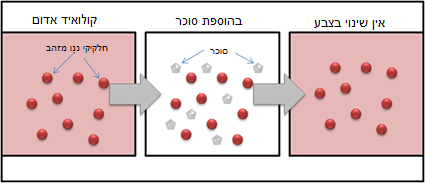 קולואיד אדום
בהוספת סוכר
אין שינוי בצבע
חלקיקי ננו מזהב
סוכר